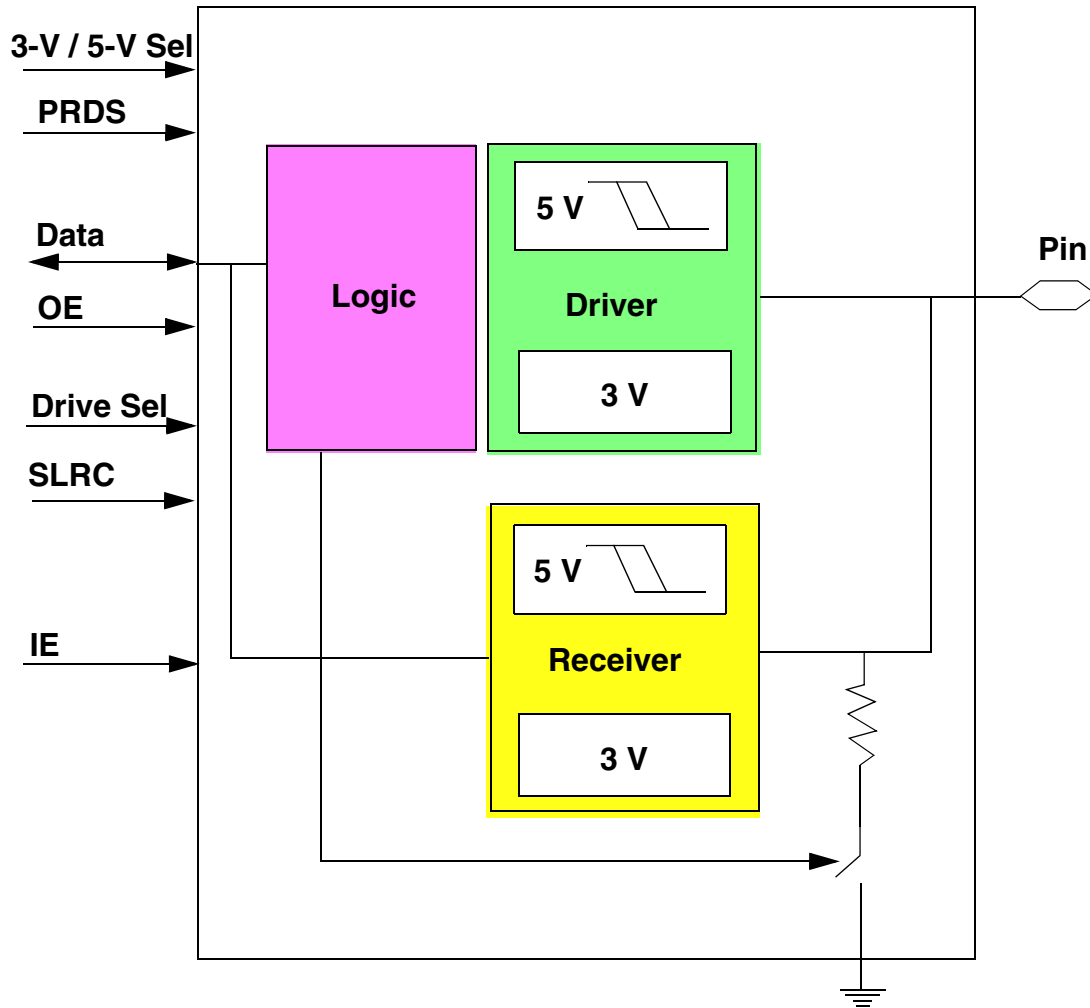 3-V / 5-V Sel
PRDS
Data
OE
Drive Sel
SLRC
IE
Logic
5 V
Driver
3 V
5 V
Receiver
3 V
Pin